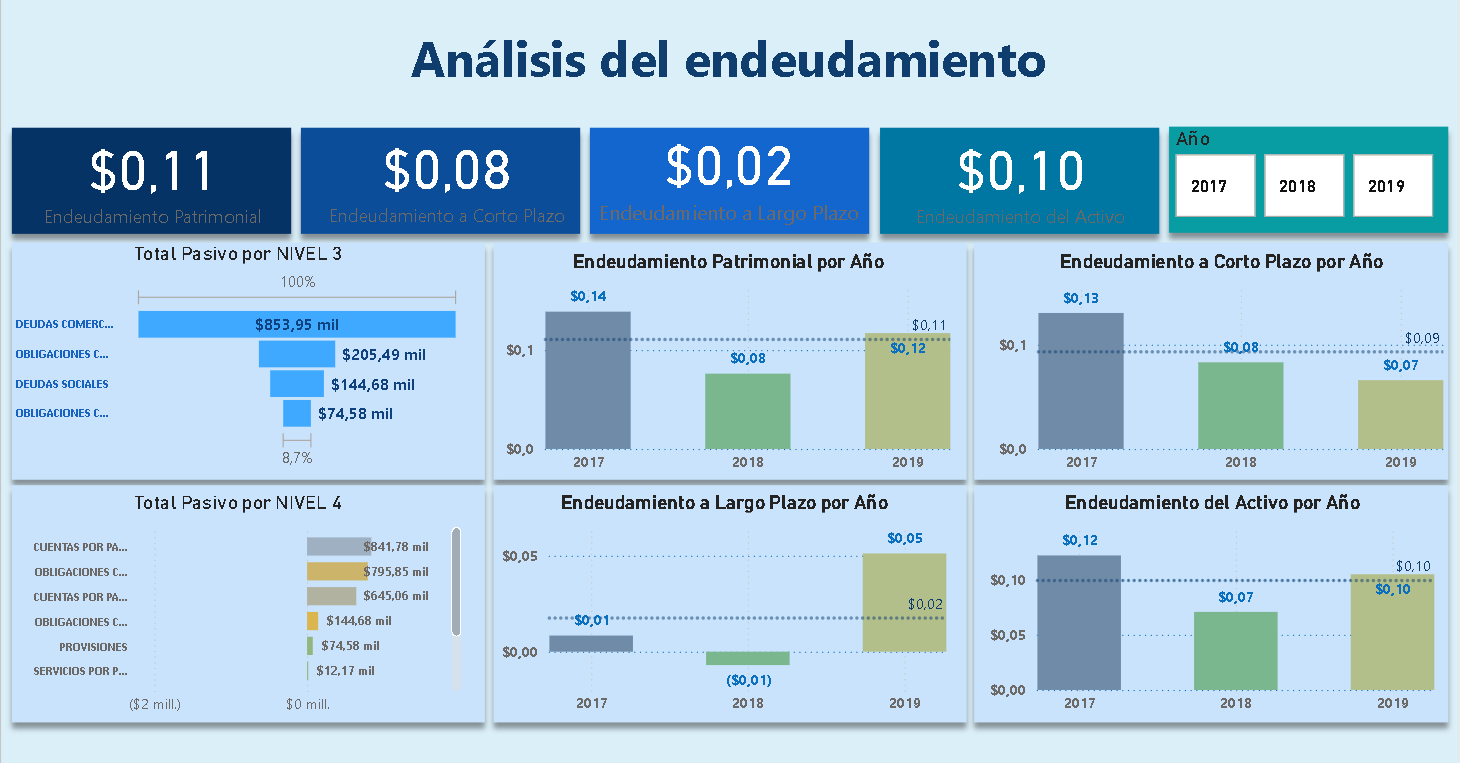 Análisis del endeudamiento
$0,11
Endeudamiento Patrimonial
$0,08
Endeudamiento a Corto Plazo
$0,02
Endeudamiento a Largo Plazo
$0,10
Endeudamiento del Activo
Año
2017
2018
2019
Total Pasivo por NIVEL 3
100%
DEUDAS COMERC...
$853,95 mil
OBLIGACIONES C...
$205,49 mil
DEUDAS SOCIALES
$144,68 mil
OBLIGACIONES C...
$74,58 mil
8,7%
Endeudamiento Patrimonial por Año
$0,14
$0,11
$0,1
$0,08
$0,12
$0,0
2017
2018
2019
Endeudamiento a Corto Plazo por Año
$0,13
$0,09
$0,1
$0,08
$0,07
$0,0
2017
2018
2019
Total Pasivo por NIVEL 4
CUENTAS POR PA...
$841,78 mil
OBLIGACIONES C...
$795,85 mil
CUENTAS POR PA...
$645,06 mil
OBLIGACIONES C...
$144,68 mil
PROVISIONES
$74,58 mil
SERVICIOS POR P...
$12,17 mil
($2 mill.)
$0 mill.
Endeudamiento a Largo Plazo por Año
$0,05
$0,05
$0,02
$0,01
$0,00
($0,01)
2017
2018
2019
Endeudamiento del Activo por Año
$0,12
$0,10
$0,10
$0,07
$0,10
$0,05
$0,00
2017
2018
2019